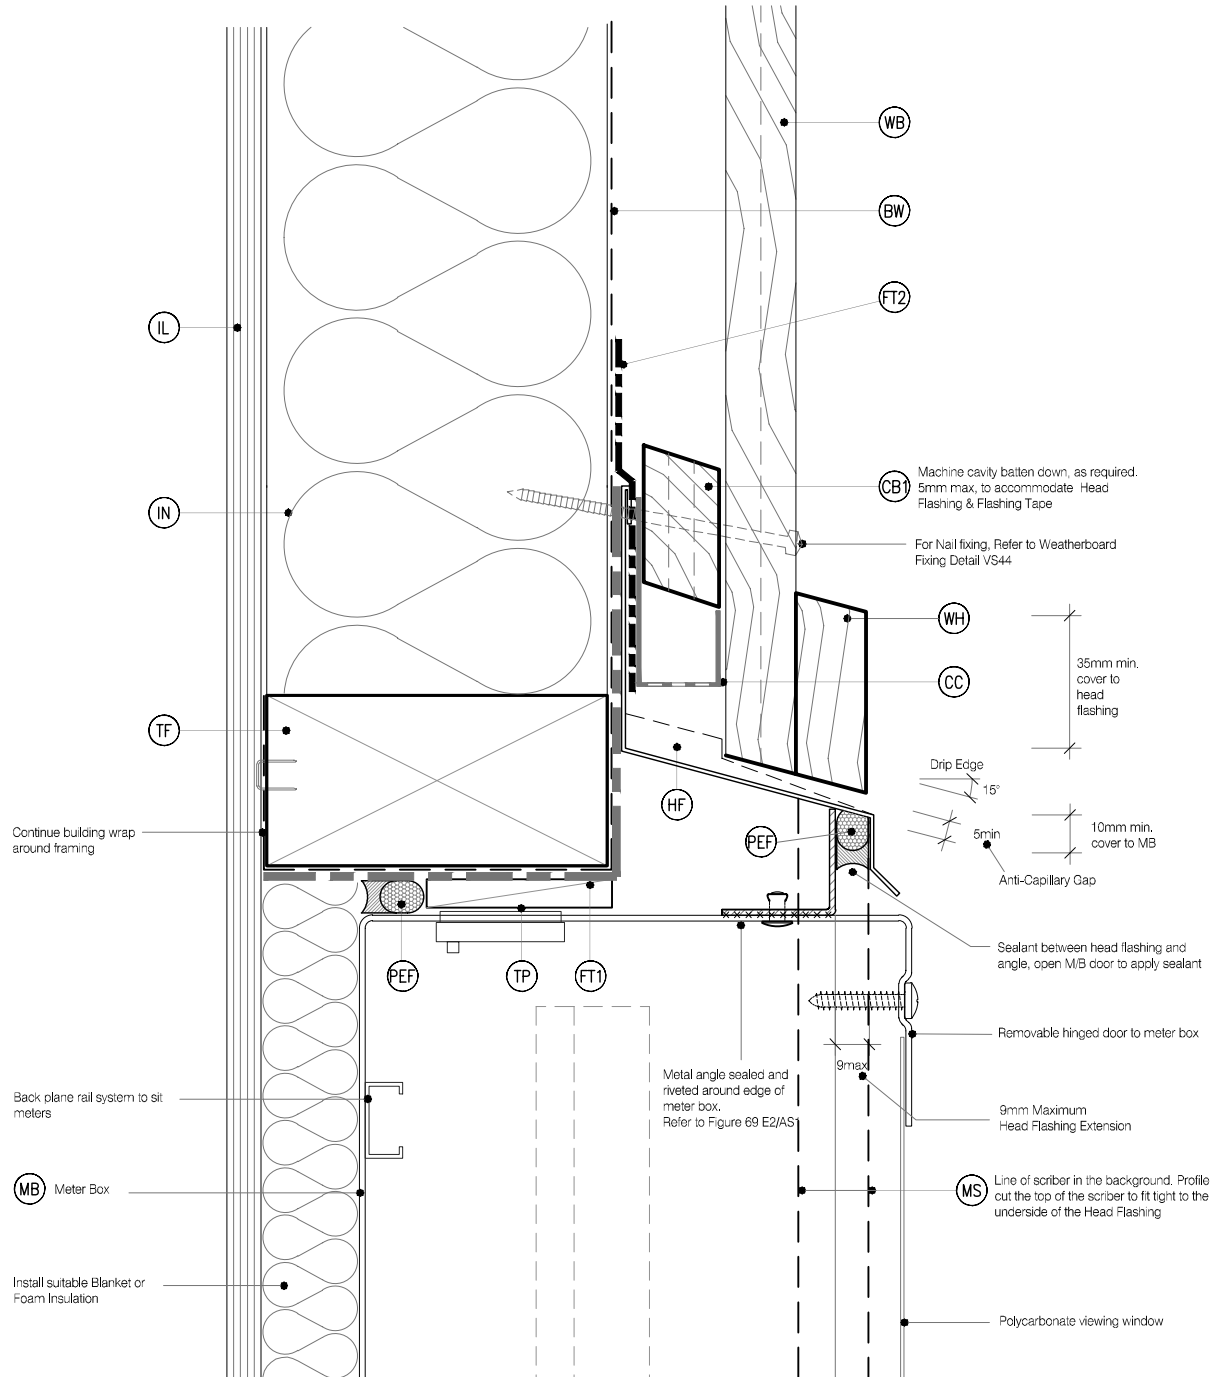 WB
BW
FT2
IL
CB1
Machine cavity batten down, as required.
5mm max, to accommodate Head
Flashing & Flashing Tape
IN
For Nail fixing, Refer to Weatherboard
Fixing Detail VS44
WH
35mm min.
cover to
head
flashing
CC
TF
Drip Edge
15°
HF
Continue building wrap
around framing
PEF
5min
10mm min.
cover to MB
Anti-Capillary Gap
Sealant between head flashing and
angle, open M/B door to apply sealant
PEF
TP
FT1
Removable hinged door to meter box
9max
Metal angle sealed and
riveted around edge of
meter box.
Refer to Figure 69 E2/AS1
Back plane rail system to sit
meters
9mm Maximum
Head Flashing Extension
MB
Meter Box
MS
Line of scriber in the background. Profile
cut the top of the scriber to fit tight to the
underside of the Head Flashing
Install suitable Blanket or
Foam Insulation
Polycarbonate viewing window